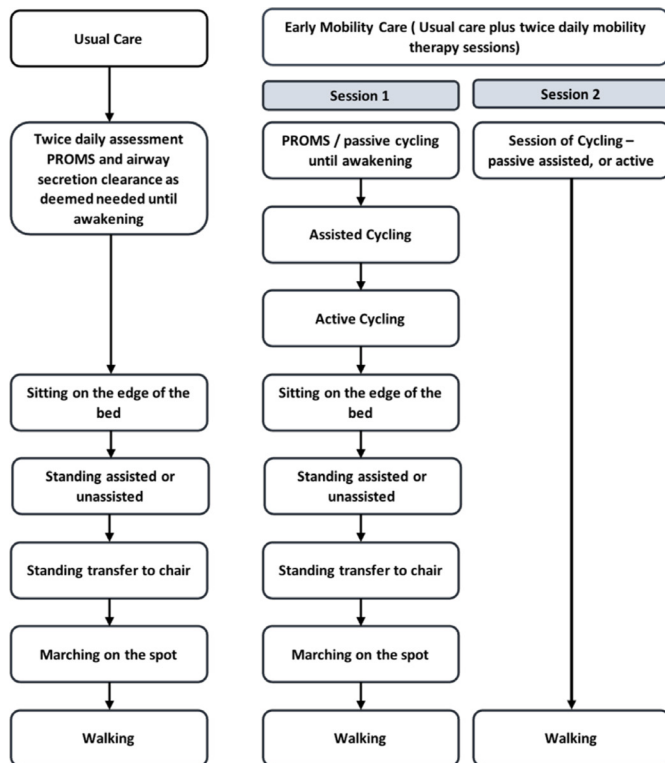 Usual Care
Twice daily assessment
PROMS and airway
secretion clearance as
deemed needed until
awakening
Sitting on the edge of the
bed
Standing assisted or
unassisted
Standing transfer to chair
Marching on the spot
Walking
Early Mobility Care ( Usual care plus twice daily mobility
therapy sessions)
Session 1
PROMS / passive cycling
until awakening
Assisted Cycling
Active Cycling
Sitting on the edge of the
bed
Standing assisted or
unassisted
Standing transfer to chair
Marching on the spot
Walking
Session 2
Session of Cycling –
passive assisted, or active
Walking